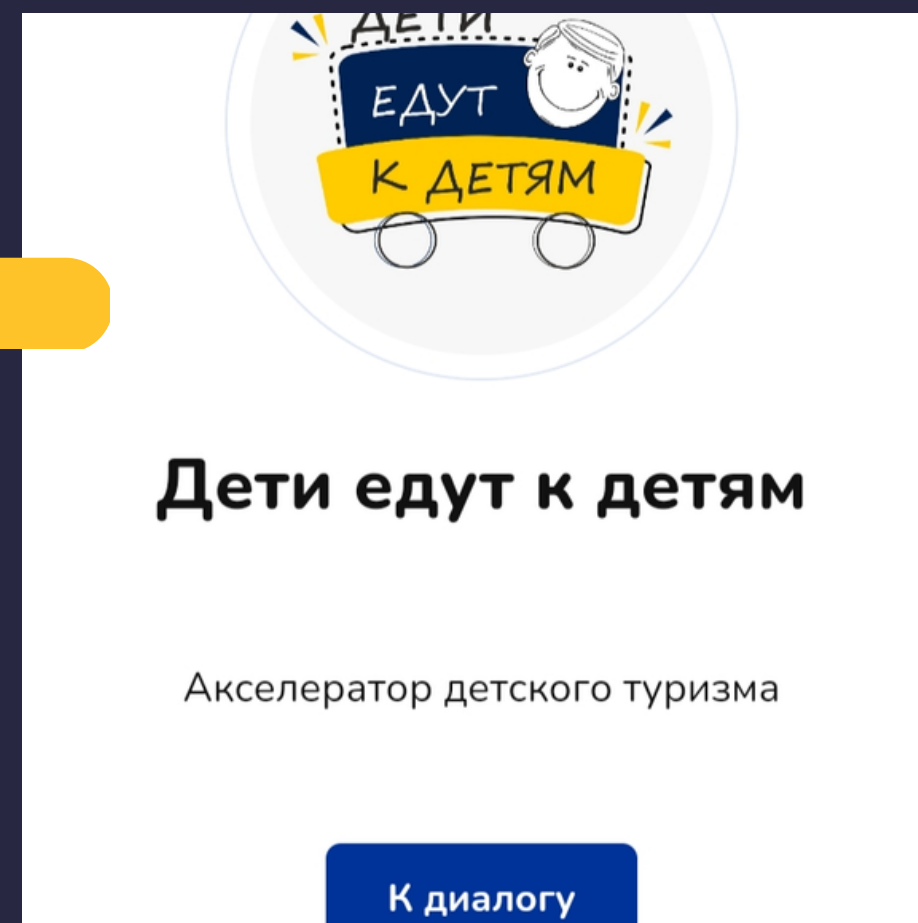 ДЕТИ
ЕДУТ
К ДЕТЯМ
Дети едут к детям
Акселератор детского туризма
К диалогу